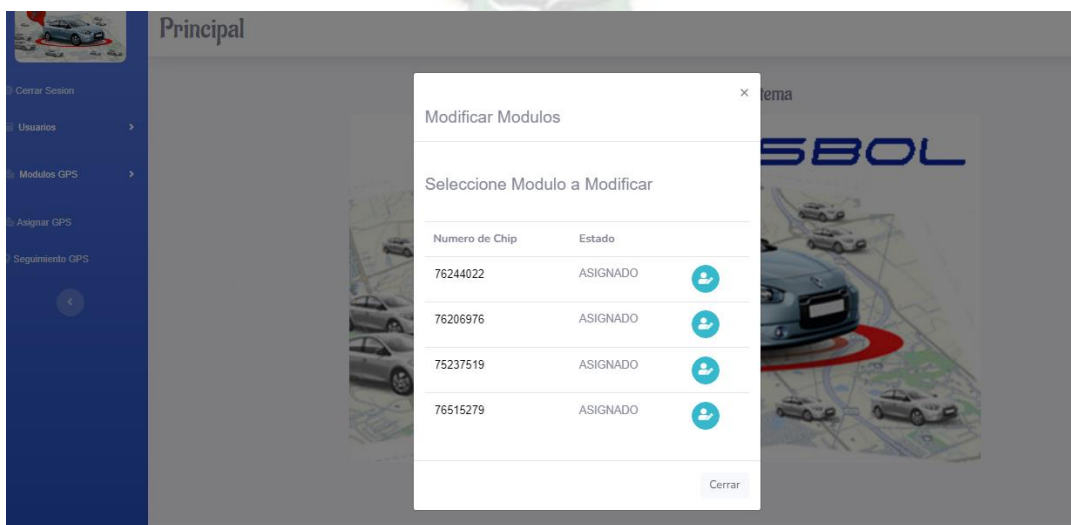 Principal
Cerrar Sesion
Usuarios
Modulos GPS
Asignar GPS
Seguimiento GPS
tema
SBOL
×
Modificar Modulos
Seleccione Modulo a Modificar
Numero de Chip Estado
76244022 ASIGNADO
76206976 ASIGNADO
75237519 ASIGNADO
76515279 ASIGNADO
Cerrar